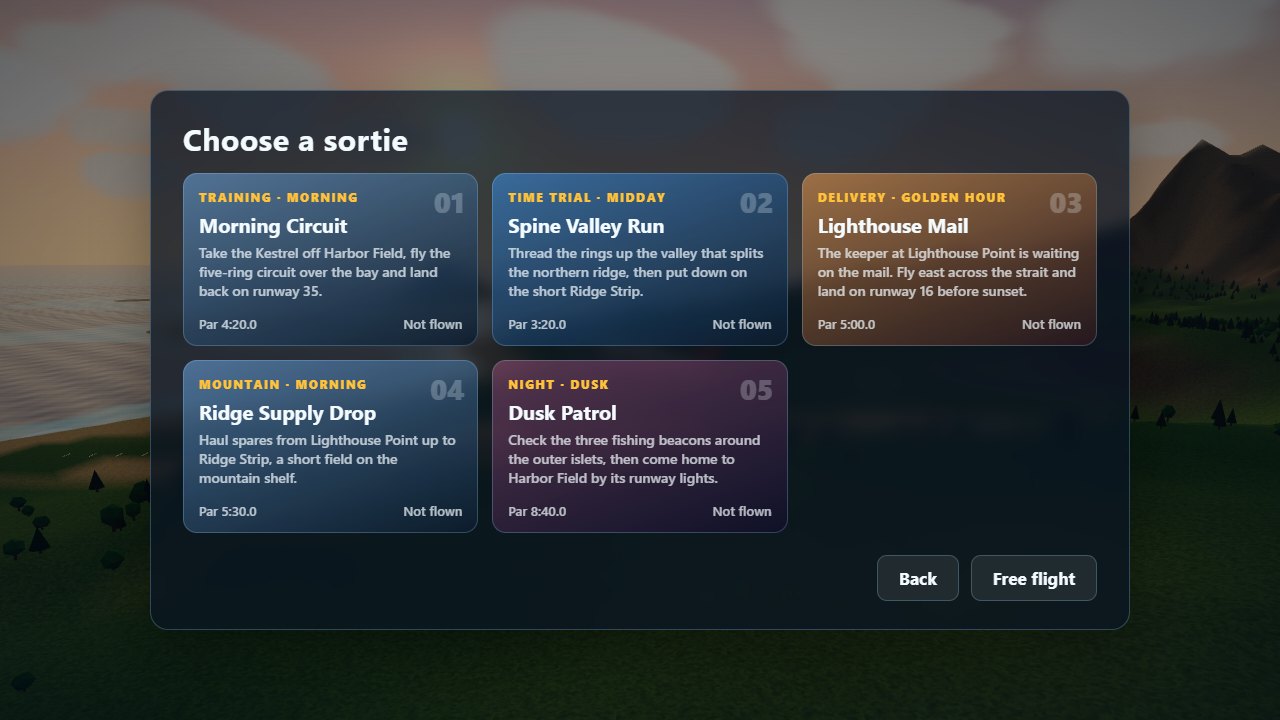 Choose a sortie
TRAINING · MORNING
01
Morning Circuit
Take the Kestrel off Harbor Field, fly the
five-ring circuit over the bay and land
back on runway 35.
Par 4:20.0
Not flown
TIME TRIAL · MIDDAY
02
Spine Valley Run
Thread the rings up the valley that splits
the northern ridge, then put down on
the short Ridge Strip.
Par 3:20.0
Not flown
DELIVERY · GOLDEN HOUR
03
Lighthouse Mail
The keeper at Lighthouse Point is waiting
on the mail. Fly east across the strait and
land on runway 16 before sunset.
Par 5:00.0
Not flown
MOUNTAIN · MORNING
04
Ridge Supply Drop
Haul spares from Lighthouse Point up to
Ridge Strip, a short field on the
mountain shelf.
Par 5:30.0
Not flown
NIGHT · DUSK
05
Dusk Patrol
Check the three fishing beacons around
the outer islets, then come home to
Harbor Field by its runway lights.
Par 8:40.0
Not flown
Back
Free flight